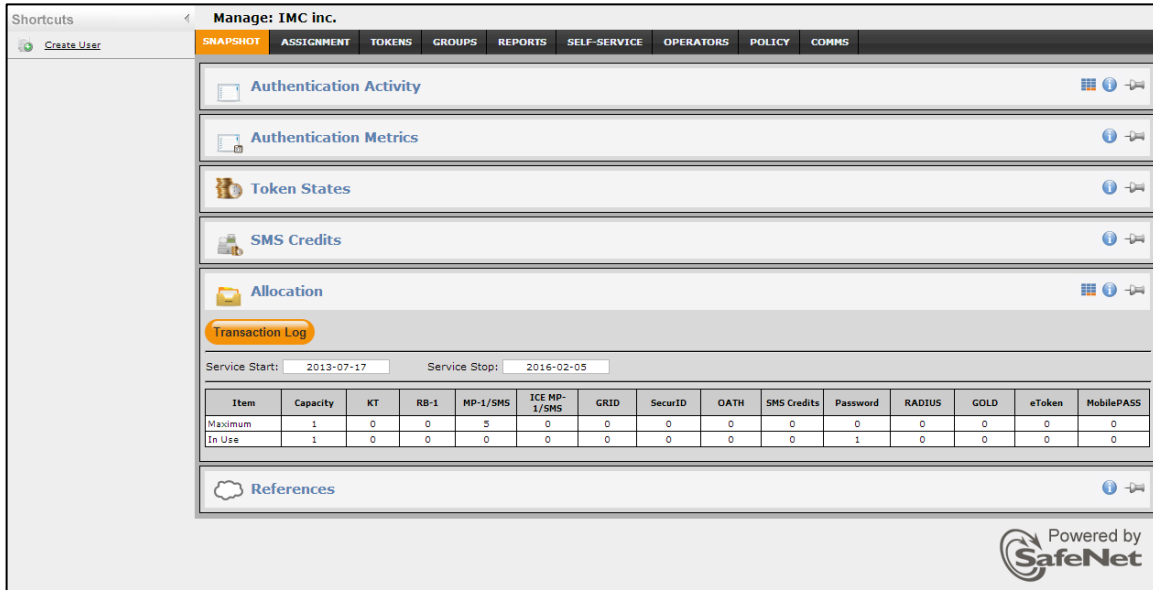 Shortcuts
Create User
Manage: IMC inc.
SNAPSHOT ASSIGNMENT TOKENS GROUPS REPORTS SELF-SERVICE OPERATORS POLICY COMMS
Authentication Activity
Authentication Metrics
Token States
SMS Credits
Allocation
Transaction Log
Service Start: 2013-07-17 Service Stop: 2016-02-05
Item Capacity KT RB-1 MP-1/SMS ICE MP-1/SMS GRID SecurID OATH SMS Credits Password RADIUS GOLD eToken MobilePASS
Maximum 1 0 0 5 0 0 0 0 0 0 0 0 0 0
In Use 1 0 0 0 0 0 0 0 0 1 0 0 0 0
References
Powered by
SafeNet